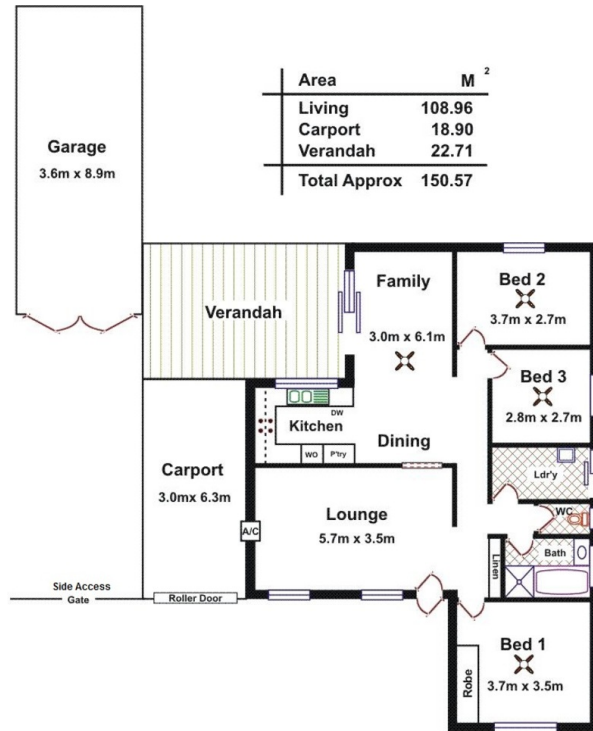 Garage
3.6m x 8.9m
Area M 2
Living 108.96
Carport 18.90
Verandah 22.71
Total Approx 150.57
Verandah
Family
3.0m x 6.1m
Bed 2
3.7m x 2.7m
Bed 3
2.8m x 2.7m
DW
Kitchen
WO
P'try
Dining
Carport
3.0mx 6.3m
A/C
Lounge
5.7m x 3.5m
Ldr'y
WC
Bath
Linen
Side Access
Gate
Roller Door
Bed 1
3.7m x 3.5m
Robe